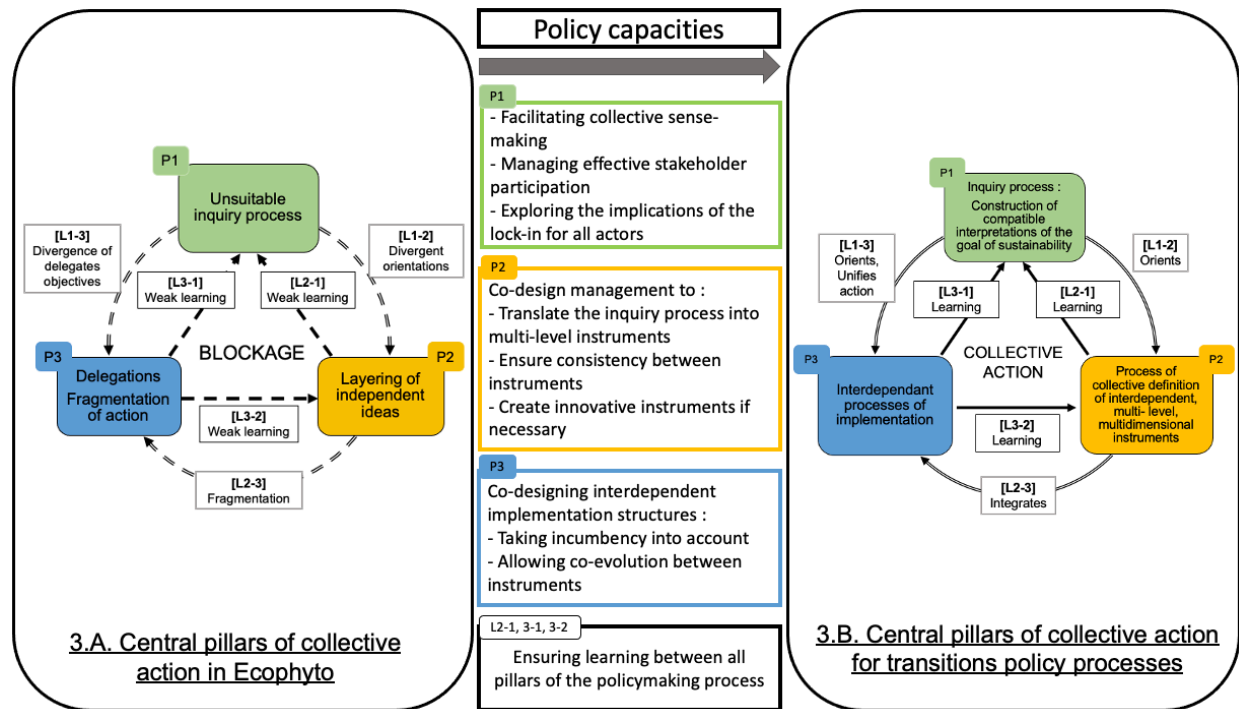 P1
Unsuitable
inquiry process
[L1-3]
Divergence of
delegates
objectives
[L1-2]
Divergent
orientations
[L3-1]
Weak learning
[L2-1]
Weak learning
BLOCKAGE
P3
Delegations
Fragmentation
of action
P2
Layering of
independent
ideas
[L3-2]
Weak learning
[L2-3]
Fragmentation
3.A. Central pillars of collective
action in Ecophyto
Policy capacities
P1
- Facilitating collective sense-
making
- Managing effective stakeholder
participation
- Exploring the implications of the
lock-in for all actors
P2
Co-design management to :
- Translate the inquiry process into
multi-level instruments
- Ensure consistency between
instruments
- Create innovative instruments if
necessary
P3
Co-designing interdependent
implementation structures :
- Taking incumbency into account
- Allowing co-evolution between
instruments
L2-1, 3-1, 3-2
Ensuring learning between all
pillars of the policymaking process
P1
Inquiry process :
Construction of
compatible
interpretations of the
goal of sustainability
[L1-3]
Orients,
Unifies
action
[L1-2]
Orients
[L3-1]
Learning
[L2-1]
Learning
COLLECTIVE
ACTION
P3
Interdependant
processes of
implementation
P2
Process of
collective definition
of interdependent,
multi- level,
multidimensional
instruments
[L3-2]
Learning
[L2-3]
Integrates
3.B. Central pillars of collective action
for transitions policy processes